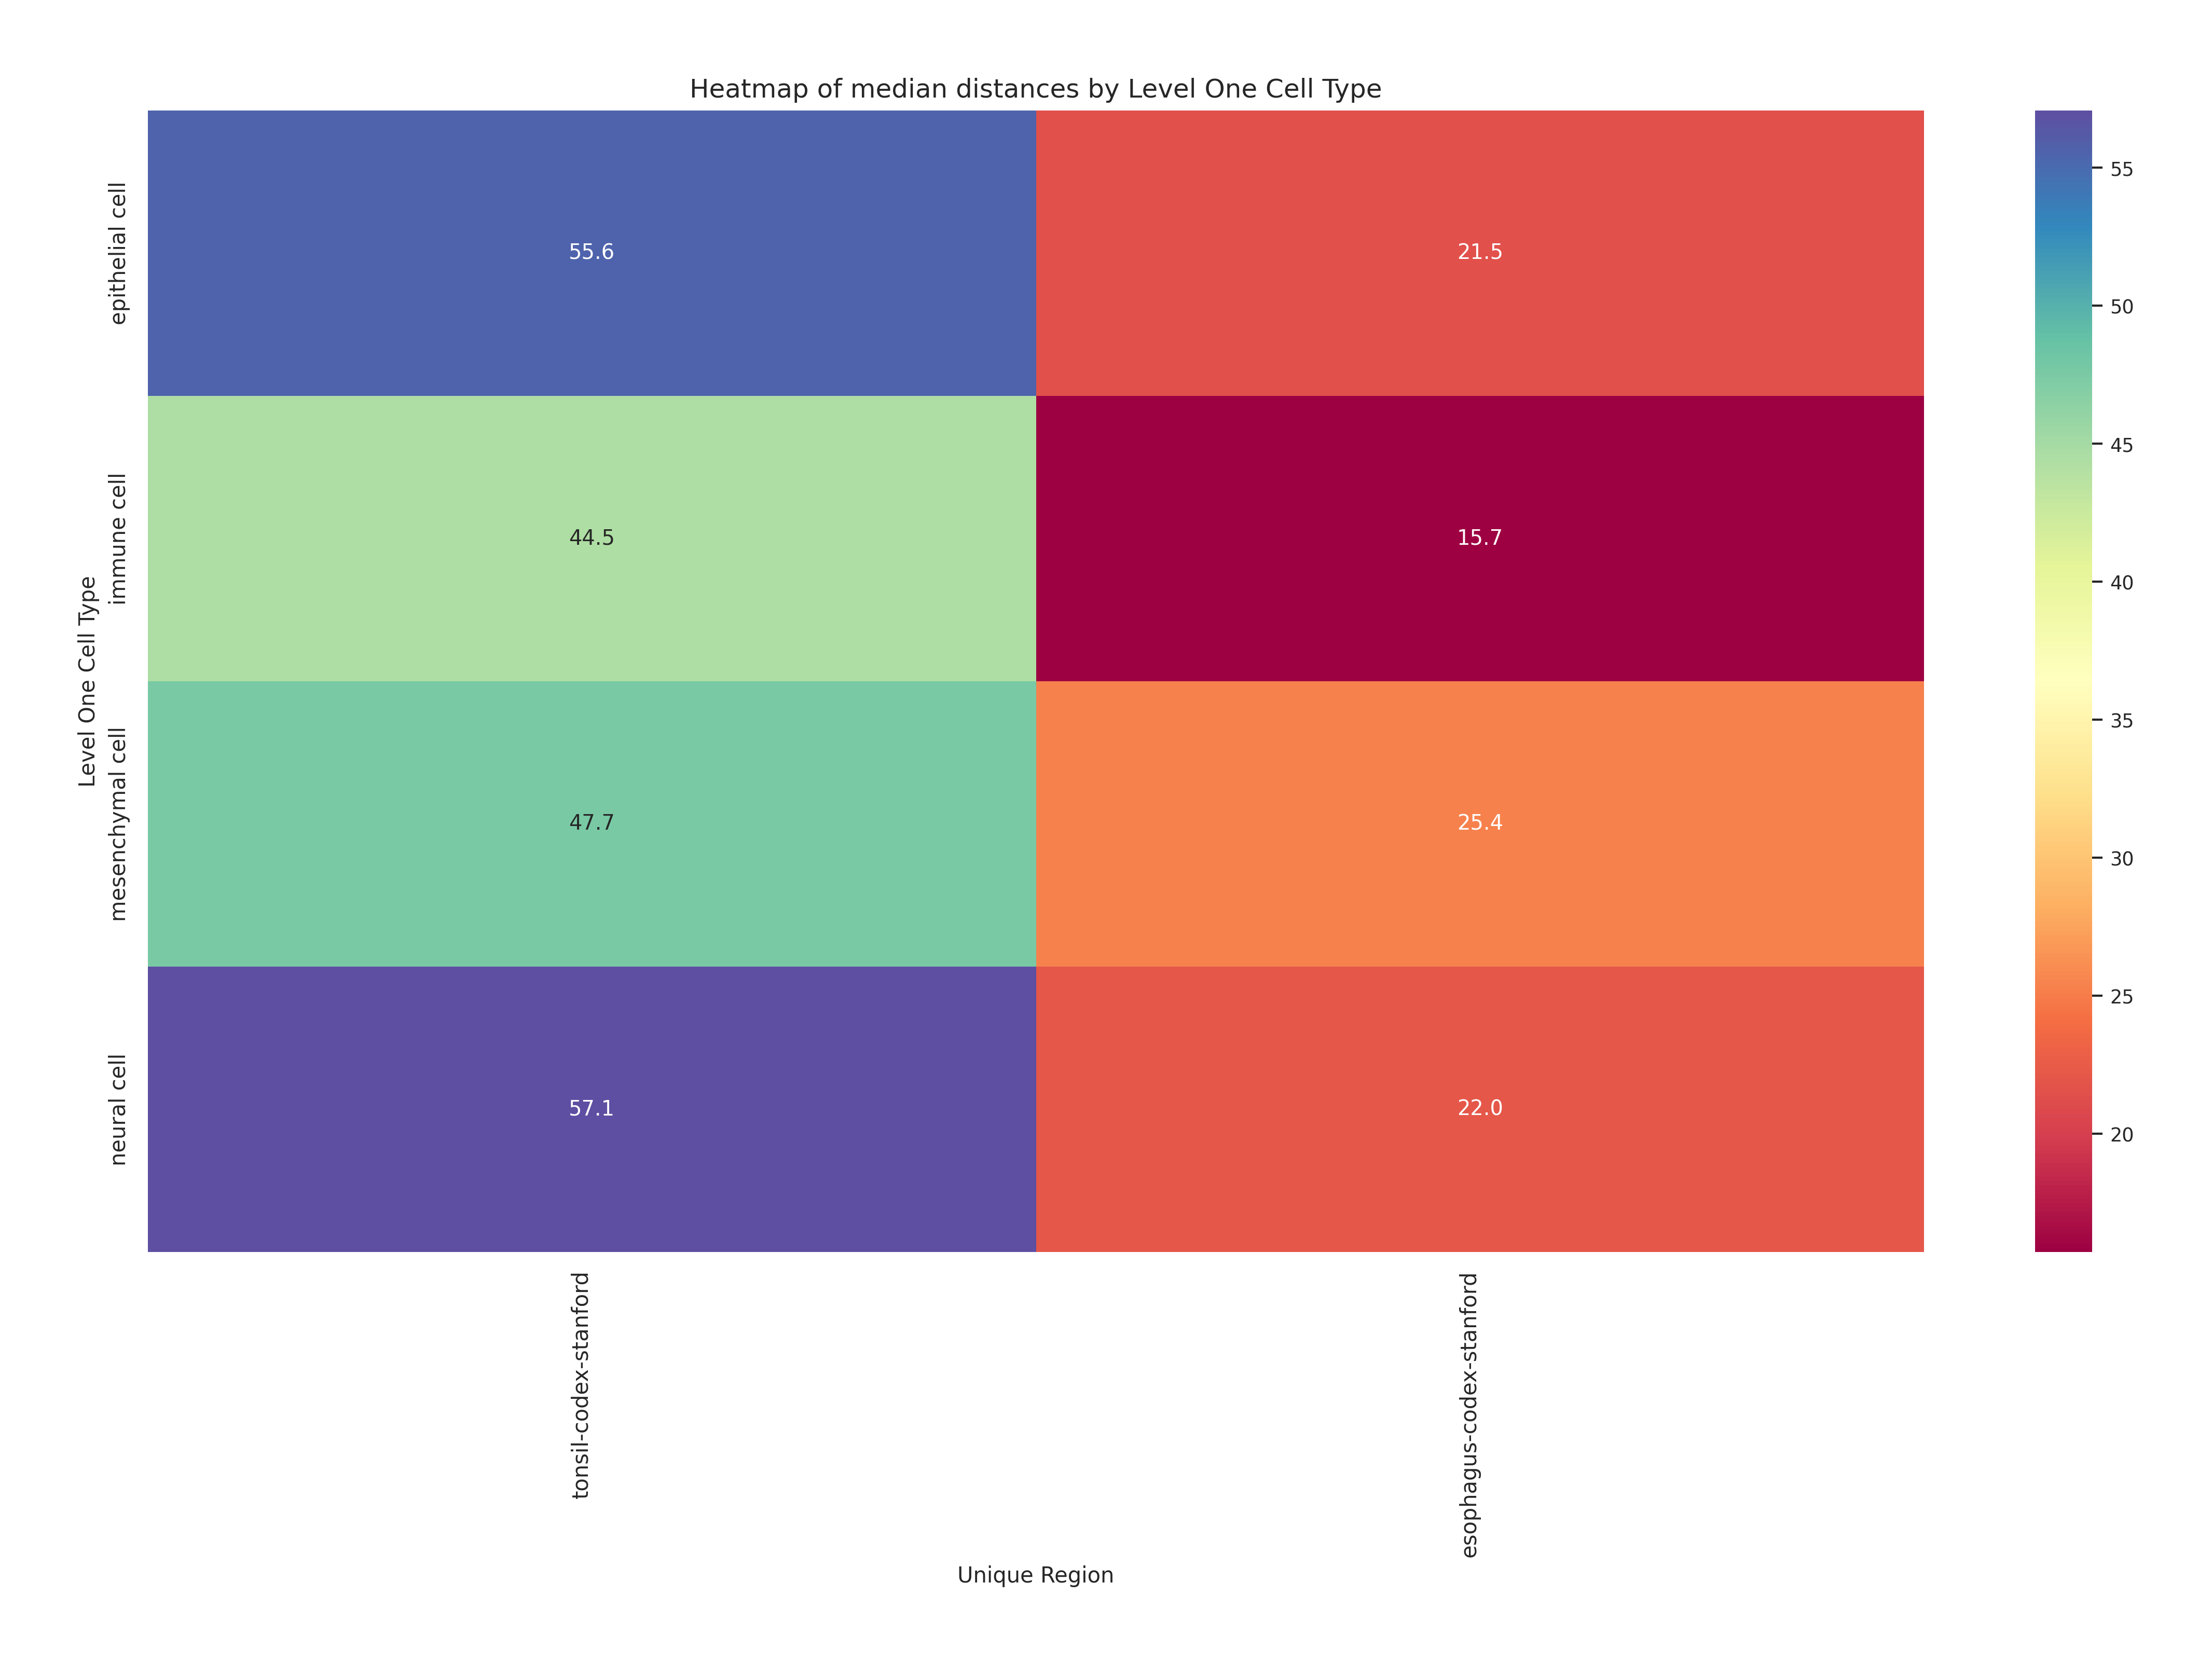 Heatmap of median distances by Level One Cell Type
Level One Cell Type
epithelial cell
immune cell
mesenchymal cell
neural cell
55.6
21.5
44.5
15.7
47.7
25.4
57.1
22.0
tonsil-codex-stanford
esophagus-codex-stanford
Unique Region
55
50
45
40
35
30
25
20